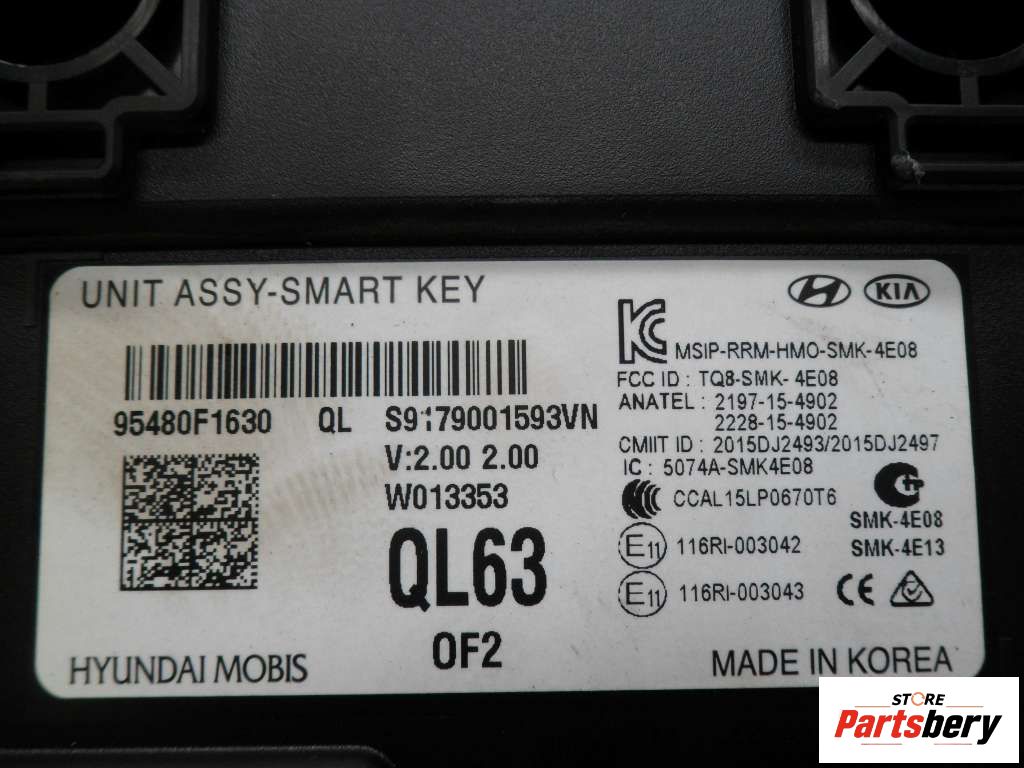 UNIT ASSY-SMART KEY
KIA
MSIP-RRM-HMO-SMK-4E08
FCC ID : TQ8-SMK- 4E08
ANATEL : 2197-15-4902
2228-15-4902
CMIIT ID : 2015DJ2493/2015DJ2497
IC : 5074A-SMK4E08
CCAL15LP0670T6
SMK-4E08
SMK-4E13
E11 116RI-003042
E11 116RI-003043
CE
95480F1630 QL S9179001593VN
V:2.00 2.00
W013353
QL63
OF2
HYUNDAI MOBIS
MADE IN KOREA
STORE
Partsbery